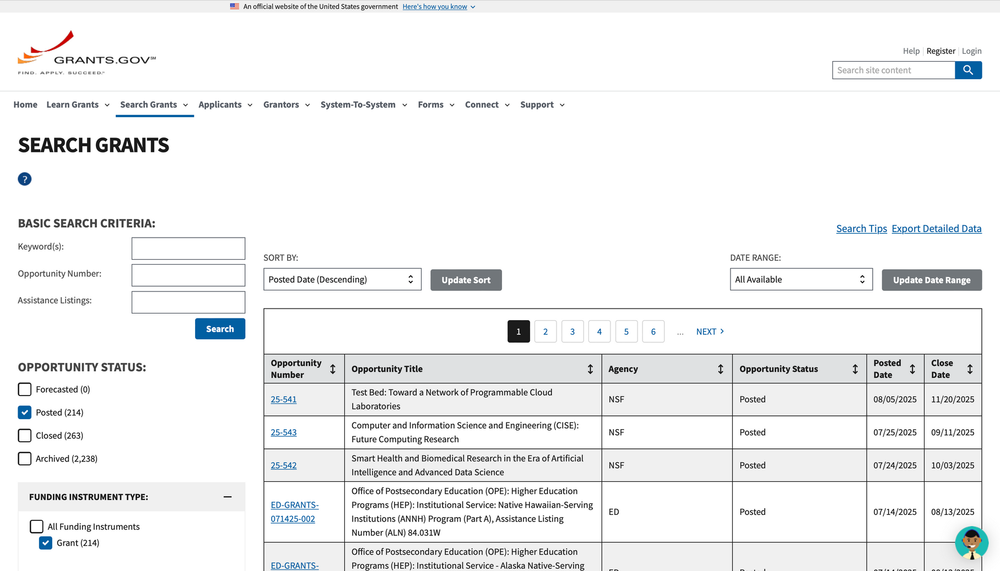 An official website of the United States government Here's how you know
GRANTS.GOV℠
FIND. APPLY. SUCCEED.℠
Help Register Login
Search site content
Home Learn Grants Search Grants Applicants Grantors System-To-System Forms Connect Support
SEARCH GRANTS
?
BASIC SEARCH CRITERIA:
Keyword(s):
Opportunity Number:
Assistance Listings:
Search
OPPORTUNITY STATUS:
Forecasted (0)
Posted (214)
Closed (263)
Archived (2,238)
FUNDING INSTRUMENT TYPE:
All Funding Instruments
Grant (214)
Search Tips Export Detailed Data
SORT BY:
Posted Date (Descending) Update Sort
DATE RANGE:
All Available Update Date Range
1 2 3 4 5 6 ... NEXT
Opportunity Number Opportunity Title Agency Opportunity Status Posted Date Close Date
25-541 Test Bed: Toward a Network of Programmable Cloud
Laboratories NSF Posted 08/05/2025 11/20/2025
25-543 Computer and Information Science and Engineering (CISE):
Future Computing Research NSF Posted 07/25/2025 09/11/2025
25-542 Smart Health and Biomedical Research in the Era of Artificial
Intelligence and Advanced Data Science NSF Posted 07/24/2025 10/03/2025
ED-GRANTS-
071425-002
Office of Postsecondary Education (OPE): Higher Education
Programs (HEP): Institutional Service: Native Hawaiian-Serving
Institutions (ANNH) Program (Part A), Assistance Listing
Number (ALN) 84.031W
ED Posted 07/14/2025 08/13/2025
ED-GRANTS-
Office of Postsecondary Education (OPE): Higher Education
Programs (HEP): Institutional Service - Alaska Native-Serving